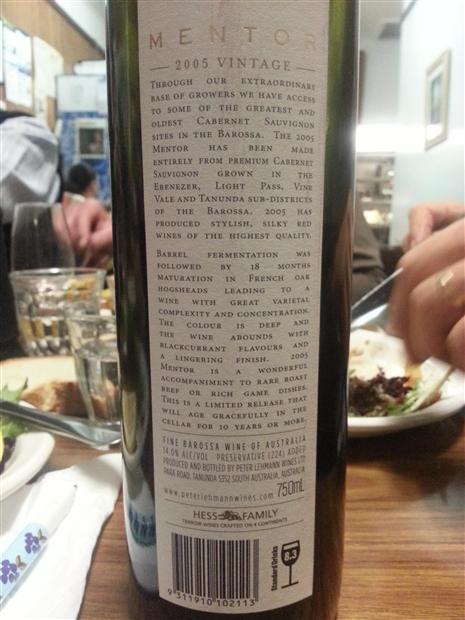 MENTOR
2005 VINTAGE
THROUGH OUR EXTRAORDINARY
BASE OF GROWERS WE HAVE ACCESS
TO SOME OF THE GREATEST AND
OLDEST CABERNET SAUVIGNON
SITES IN THE BAROSSA. THE 2005
MENTOR HAS BEEN MADE
ENTIRELY FROM PREMIUM CABERNET
SAUVIGNON GROWN IN THE
EBENEZER, LIGHT PASS, VINE
VALE AND TANUNDA SUB-DISTRICTS
OF THE BAROSSA. 2005 HAS
PRODUCED STYLISH, SILKY RED
WINES OF THE HIGHEST QUALITY.
BARREL FERMENTATION WAS
FOLLOWED BY 18 MONTHS
MATURATION IN FRENCH OAK
HOGSHEADS LEADING TO A
WINE WITH GREAT VARIETAL
COMPLEXITY AND CONCENTRATION.
THE COLOUR IS DEEP AND
THE WINE ABOUNDS WITH
BLACKCURRANT FLAVOURS AND
A LINGERING FINISH. 2005
MENTOR IS A WONDERFUL
ACCOMPANIMENT TO RARE ROAST
BEEF OR RICH GAME DISHES.
THIS IS A LIMITED RELEASE THAT
WILL AGE GRACEFULLY IN THE
CELLAR FOR 10 YEARS OR MORE.
FINE BAROSSA WINE OF AUSTRALIA
14.0% ALC/VOL PRESERVATIVE (224) ADDED
PRODUCED AND BOTTLED BY PETER LEHMANN WINES LTD
PARA ROAD, TANUNDA 5352 SOUTH AUSTRALIA, AUSTRALIA
www.peterlehmannwines.com 750mL
HESS FAMILY
TERROIR WINES CRAFTED ON 4 CONTINENTS
Standard Drinks 8.3
9 311910 102113